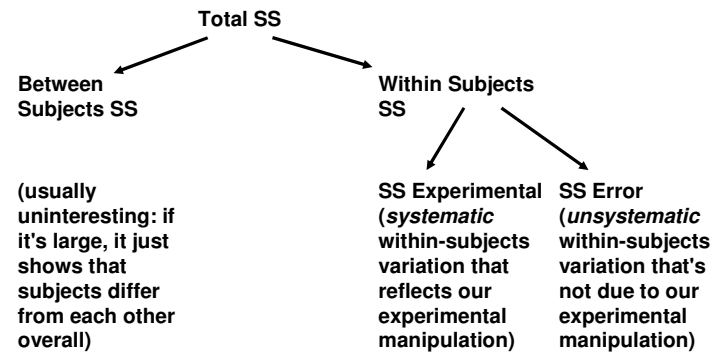 Total SS
Between
Subjects SS
Within Subjects
SS
(usually
uninteresting: if
it's large, it just
shows that
subjects differ
from each other
overall)
SS Experimental
(systematic
within-subjects
variation that
reflects our
experimental
manipulation)
SS Error
(unsystematic
within-subjects
variation that's
not due to our
experimental
manipulation)